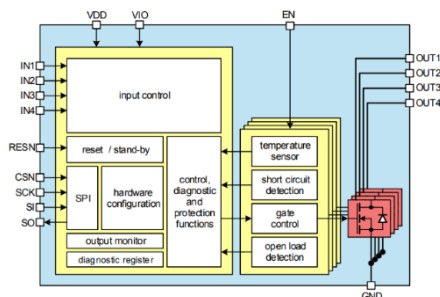 VDD VIO EN
IN1
IN2
IN3
IN4
input control
OUT1
OUT2
OUT3
OUT4
RESN
reset / stand-by
CSN
SCK
SI
SO
SPI
hardware
configuration
output monitor
diagnostic register
control,
diagnostic
and
protection
functions
temperature
sensor
short circuit
detection
gate
control
open load
detection
GND